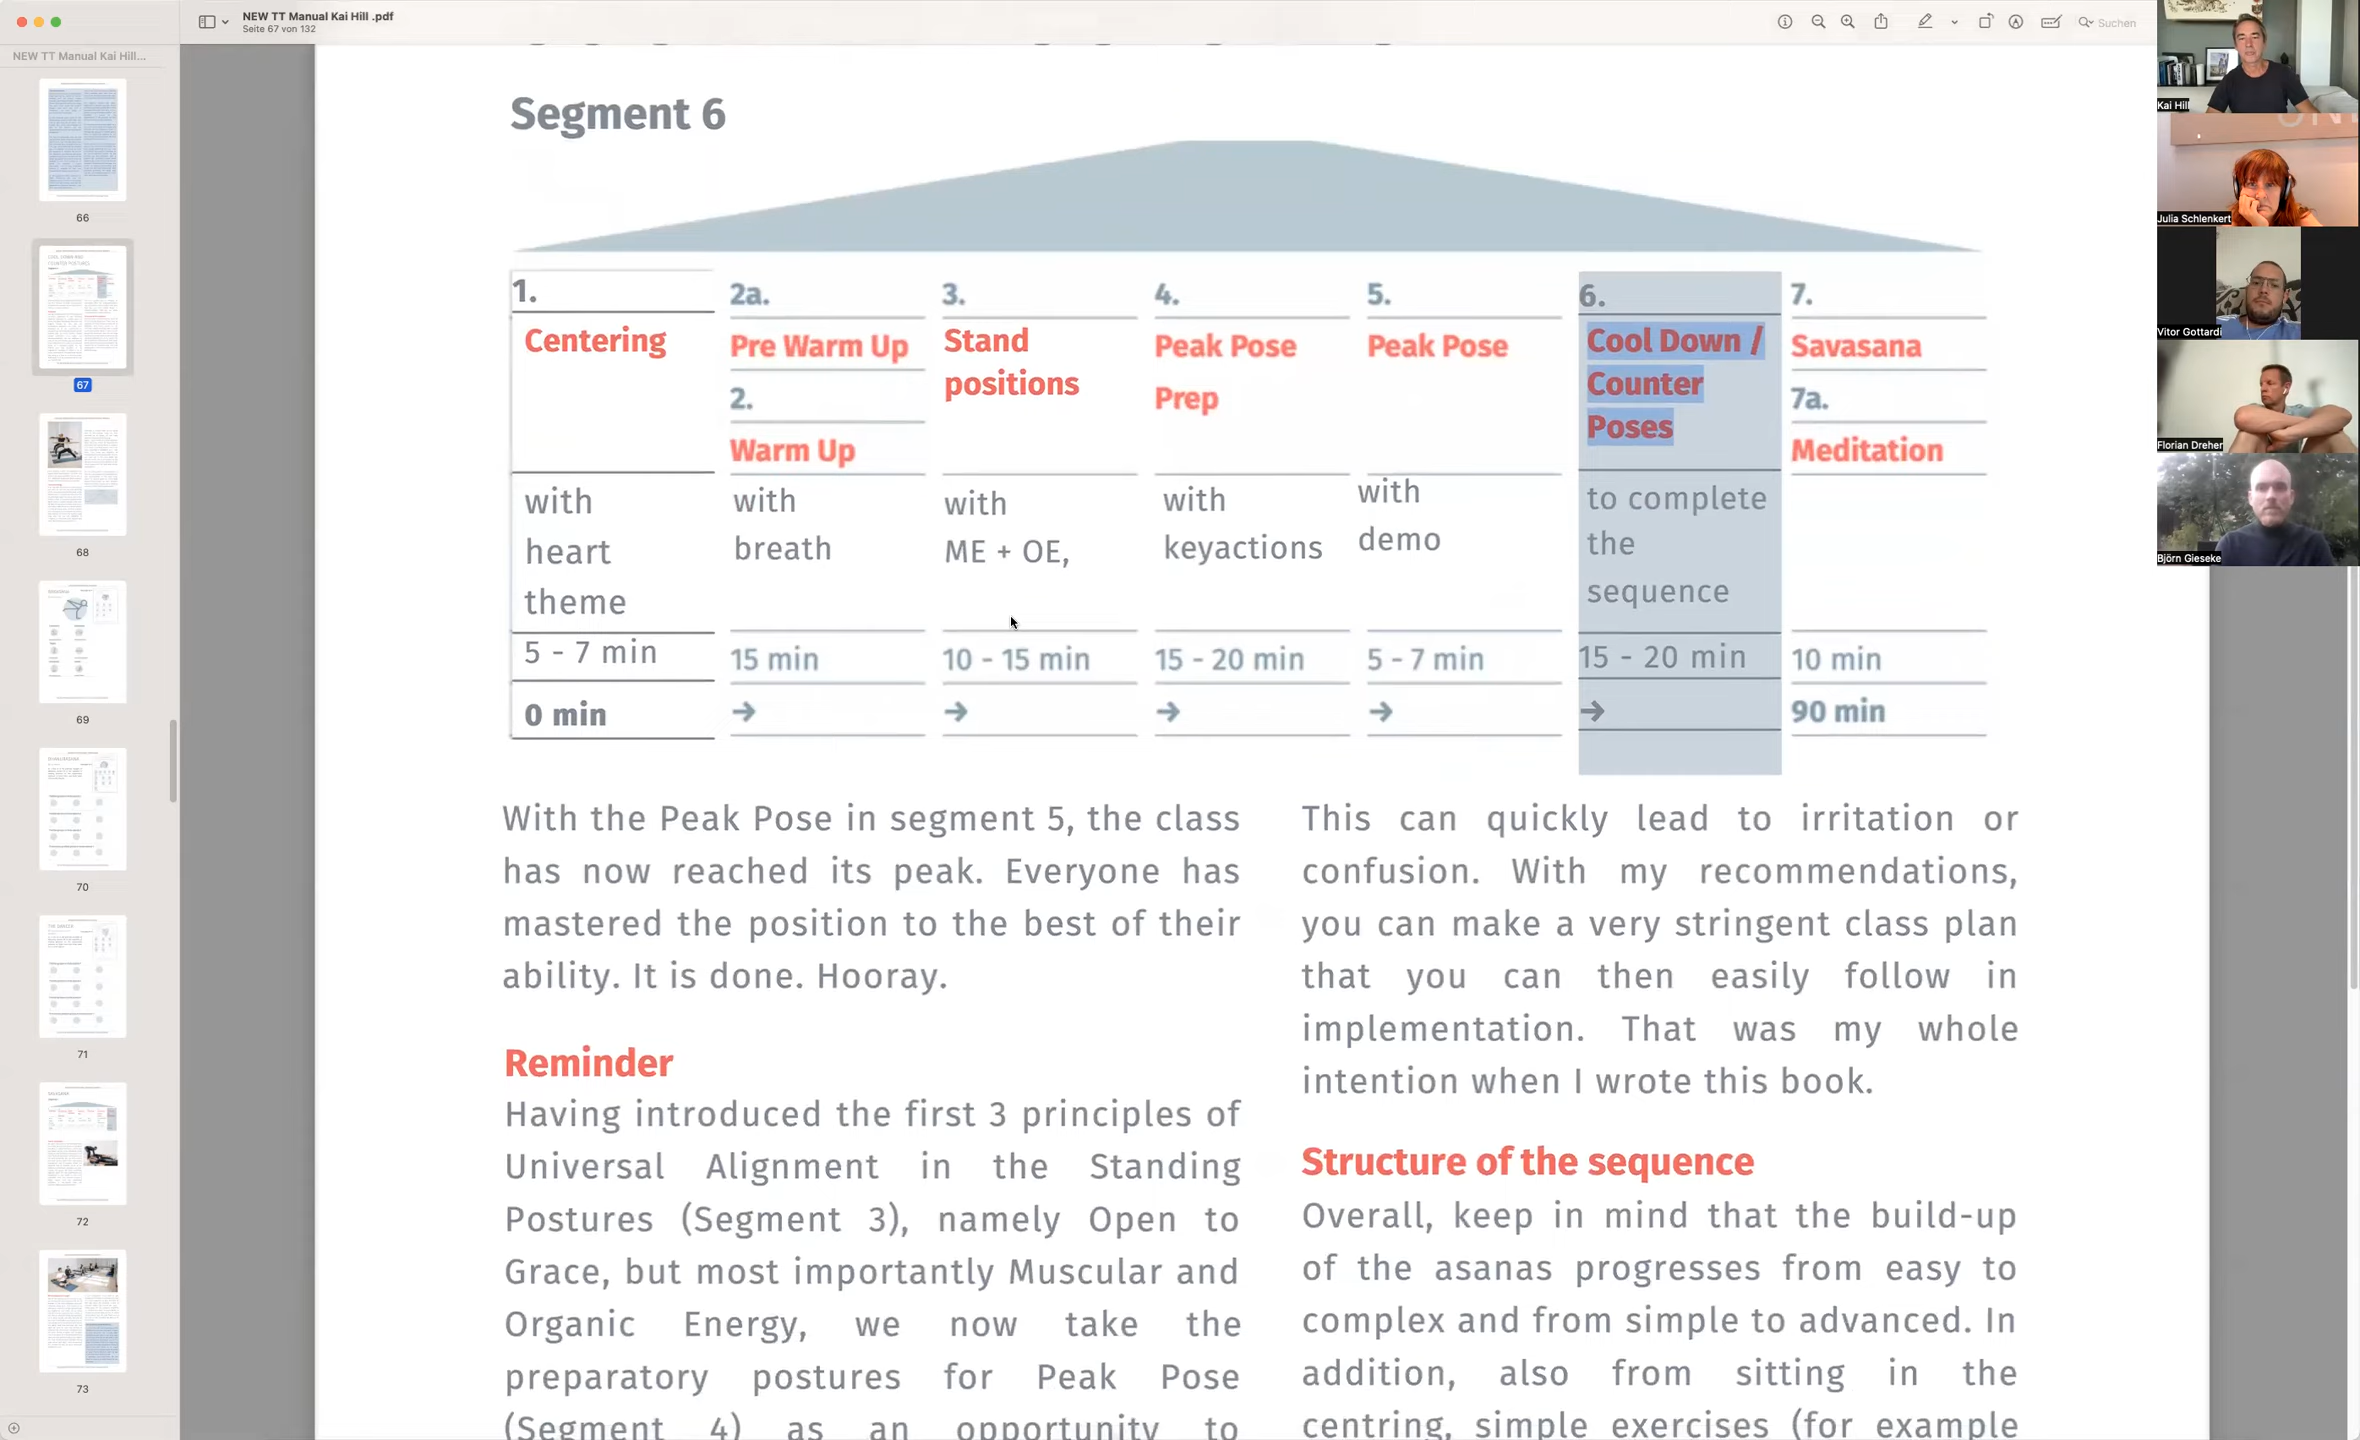 NEW TT Manual Kai Hill .pdf
Seite 67 von 132
Suchen
NEW TT Manual Kai Hill...
66
67
68
69
70
71
72
73
Segment 6
1.
Centering
with
heart
theme
5 - 7 min
0 min
2a.
Pre Warm Up
2.
Warm Up
with
breath
15 min
→
3.
Stand
positions
with
ME + OE,
10 - 15 min
→
4.
Peak Pose
Prep
with
keyactions
15 - 20 min
→
5.
Peak Pose
with
demo
5 - 7 min
→
6.
Cool Down /
Counter
Poses
to complete
the
sequence
15 - 20 min
→
7.
Savasana
7a.
Meditation
10 min
90 min
With the Peak Pose in segment 5, the class
has now reached its peak. Everyone has
mastered the position to the best of their
ability. It is done. Hooray.
Reminder
Having introduced the first 3 principles of
Universal Alignment in the Standing
Postures (Segment 3), namely Open to
Grace, but most importantly Muscular and
Organic Energy, we now take the
preparatory postures for Peak Pose
(Segment 4) as an opportunity to
This can quickly lead to irritation or
confusion. With my recommendations,
you can make a very stringent class plan
that you can then easily follow in
implementation. That was my whole
intention when I wrote this book.
Structure of the sequence
Overall, keep in mind that the build-up
of the asanas progresses from easy to
complex and from simple to advanced. In
addition, also from sitting in the
centring, simple exercises (for example
Kai Hill
Julia Schlenkert
Vitor Gottardi
Florian Dreher
Björn Gieseke